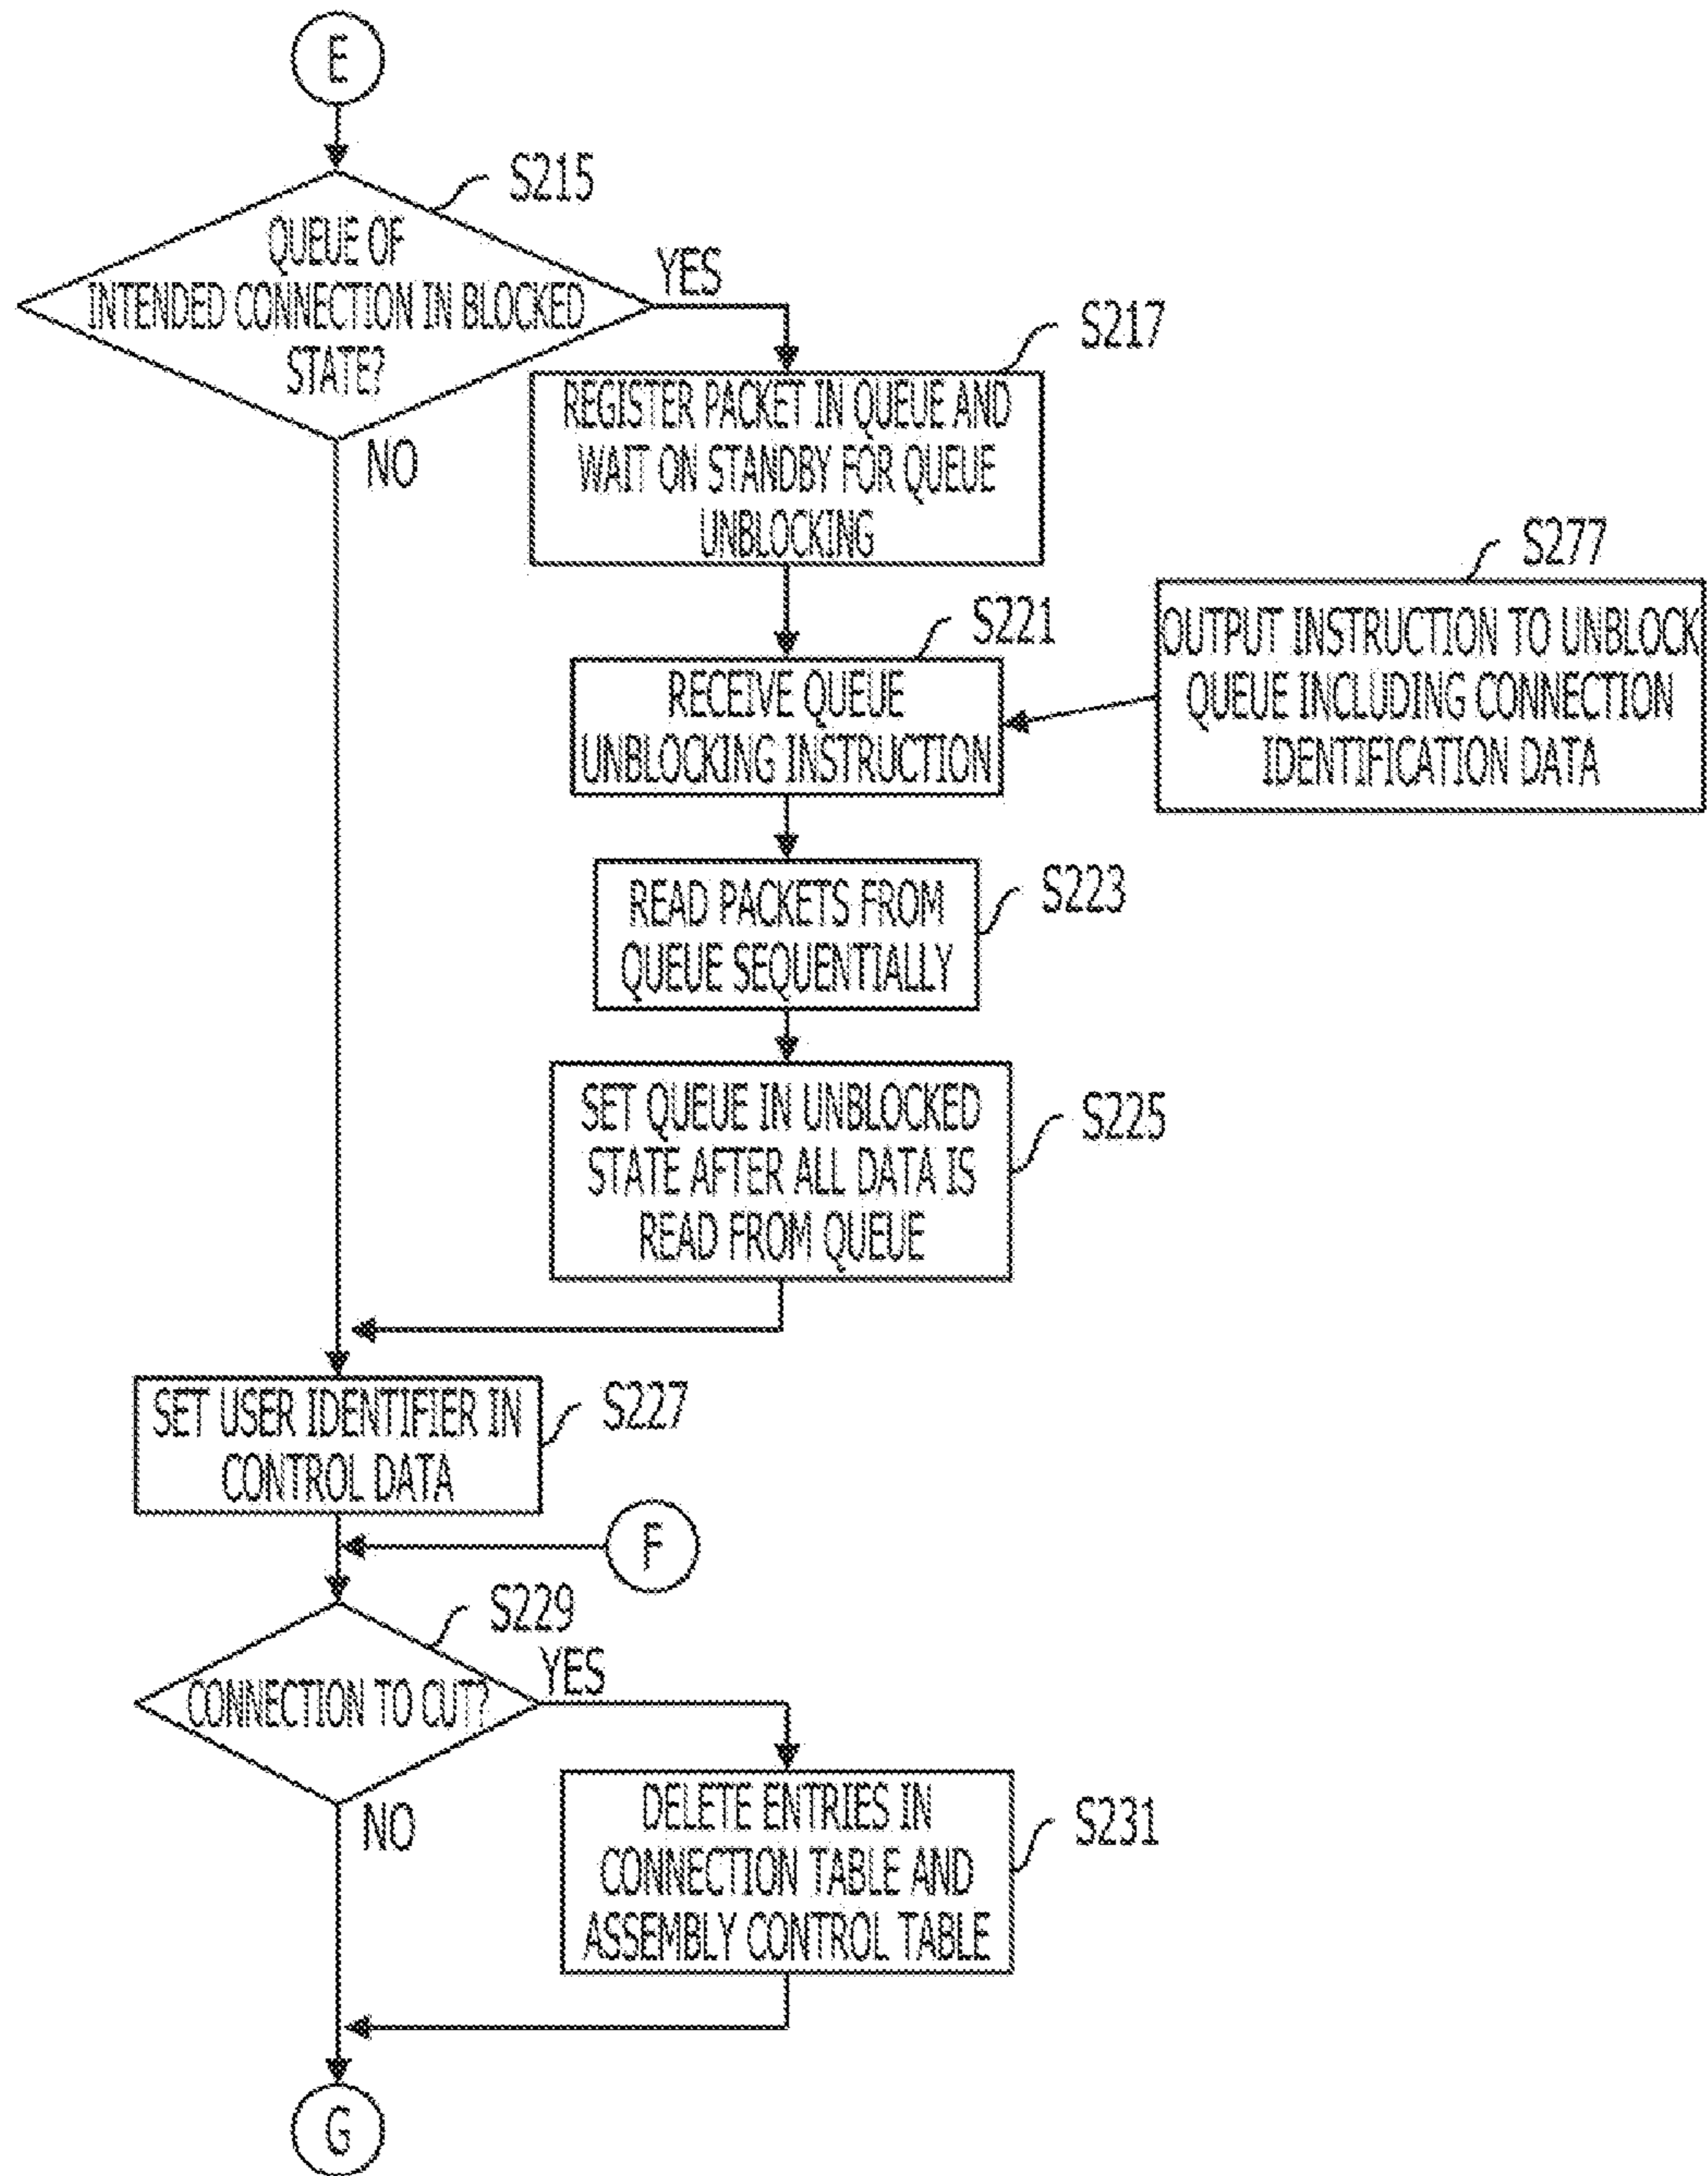 E
S215
QUEUE OF
INTENDED CONNECTION IN BLOCKED
STATE?
YES
NO
S217
REGISTER PACKET IN QUEUE AND
WAIT ON STANDBY FOR QUEUE
UNBLOCKING
S277
OUTPUT INSTRUCTION TO UNBLOCK
QUEUE INCLUDING CONNECTION
IDENTIFICATION DATA
S221
RECEIVE QUEUE
UNBLOCKING INSTRUCTION
S223
READ PACKETS FROM
QUEUE SEQUENTIALLY
S225
SET QUEUE IN UNBLOCKED
STATE AFTER ALL DATA IS
READ FROM QUEUE
S227
SET USER IDENTIFIER IN
CONTROL DATA
F
S229
CONNECTION TO CUT?
YES
NO
S231
DELETE ENTRIES IN
CONNECTION TABLE AND
ASSEMBLY CONTROL TABLE
G